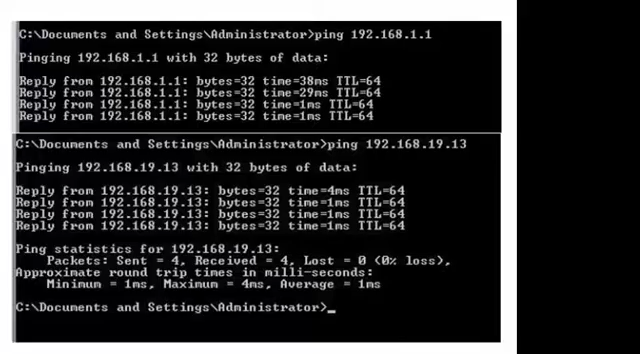 C:\Documents and Settings\Administrator>ping 192.168.1.1
Pinging 192.168.1.1 with 32 bytes of data:
Reply from 192.168.1.1: bytes=32 time=38ms TTL=64
Reply from 192.168.1.1: bytes=32 time=29ms TTL=64
Reply from 192.168.1.1: bytes=32 time=1ms TTL=64
Reply from 192.168.1.1: bytes=32 time=1ms TTL=64
C:\Documents and Settings\Administrator>ping 192.168.19.13
Pinging 192.168.19.13 with 32 bytes of data:
Reply from 192.168.19.13: bytes=32 time=4ms TTL=64
Reply from 192.168.19.13: bytes=32 time=1ms TTL=64
Reply from 192.168.19.13: bytes=32 time=1ms TTL=64
Reply from 192.168.19.13: bytes=32 time=1ms TTL=64
Ping statistics for 192.168.19.13:
Packets: Sent = 4, Received = 4, Lost = 0 (0% loss),
Approximate round trip times in milli-seconds:
Minimum = 1ms, Maximum = 4ms, Average = 1ms
C:\Documents and Settings\Administrator>_